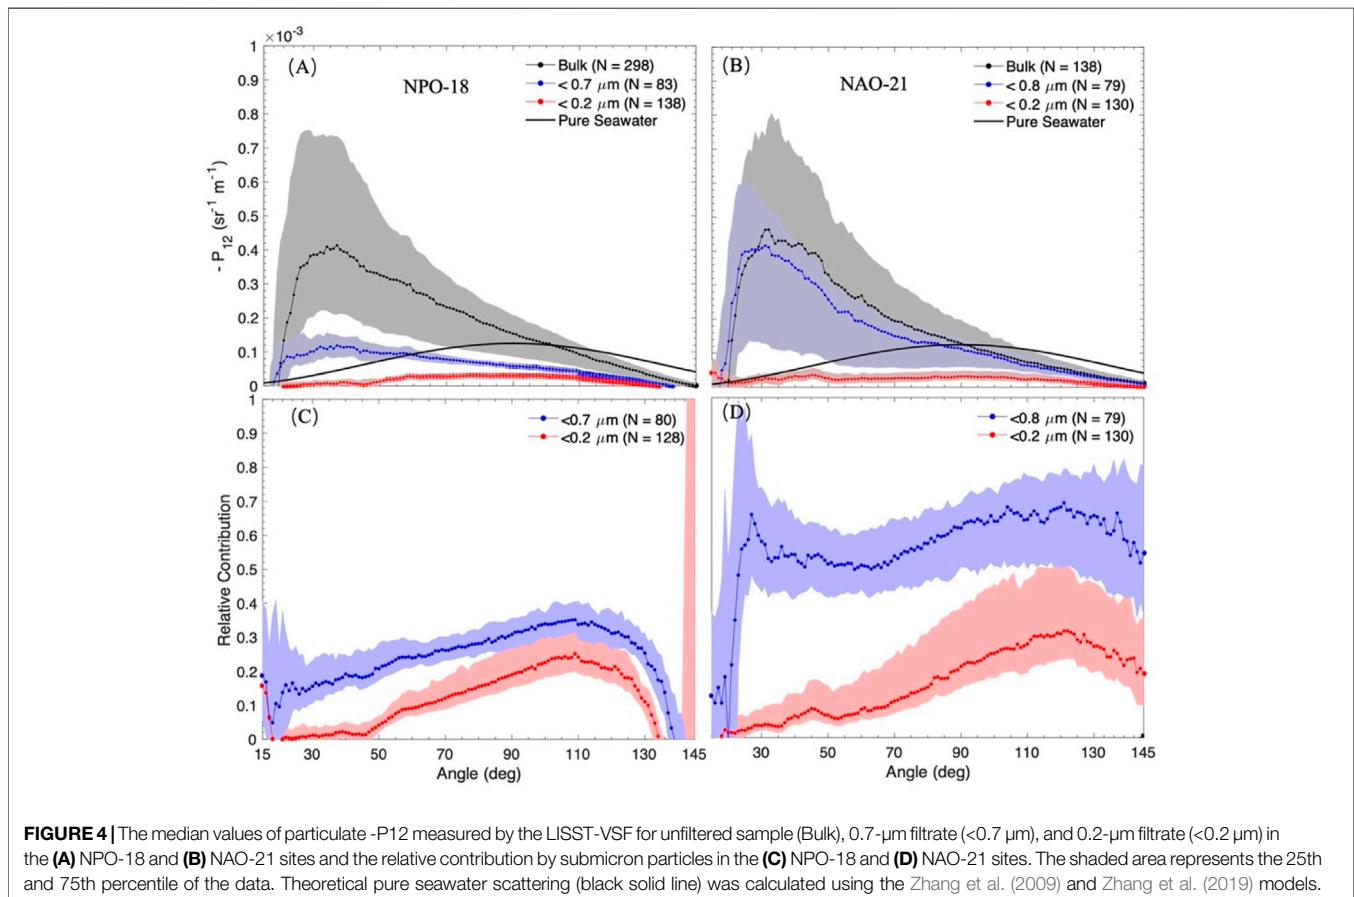 ×10⁻³
1
0.9
0.8
0.7
0.6
0.5
0.4
0.3
0.2
0.1
0
- P₁₂ (sr⁻¹ m⁻¹)
(A)
NPO-18
Bulk (N = 298)
< 0.7 μm (N = 83)
< 0.2 μm (N = 138)
Pure Seawater
(B)
NAO-21
Bulk (N = 138)
< 0.8 μm (N = 79)
< 0.2 μm (N = 130)
Pure Seawater
1
0.9
0.8
0.7
0.6
0.5
0.4
0.3
0.2
0.1
0
Relative Contribution
(C)
<0.7 μm (N = 80)
<0.2 μm (N = 128)
15 30 50 70 90 110 130 145
Angle (deg)
(D)
<0.8 μm (N = 79)
<0.2 μm (N = 130)
30 50 70 90 110 130 145
Angle (deg)
FIGURE 4 | The median values of particulate -P12 measured by the LISST-VSF for unfiltered sample (Bulk), 0.7-μm filtrate (<0.7 μm), and 0.2-μm filtrate (<0.2 μm) in
the (A) NPO-18 and (B) NAO-21 sites and the relative contribution by submicron particles in the (C) NPO-18 and (D) NAO-21 sites. The shaded area represents the 25th
and 75th percentile of the data. Theoretical pure seawater scattering (black solid line) was calculated using the Zhang et al. (2009) and Zhang et al. (2019) models.